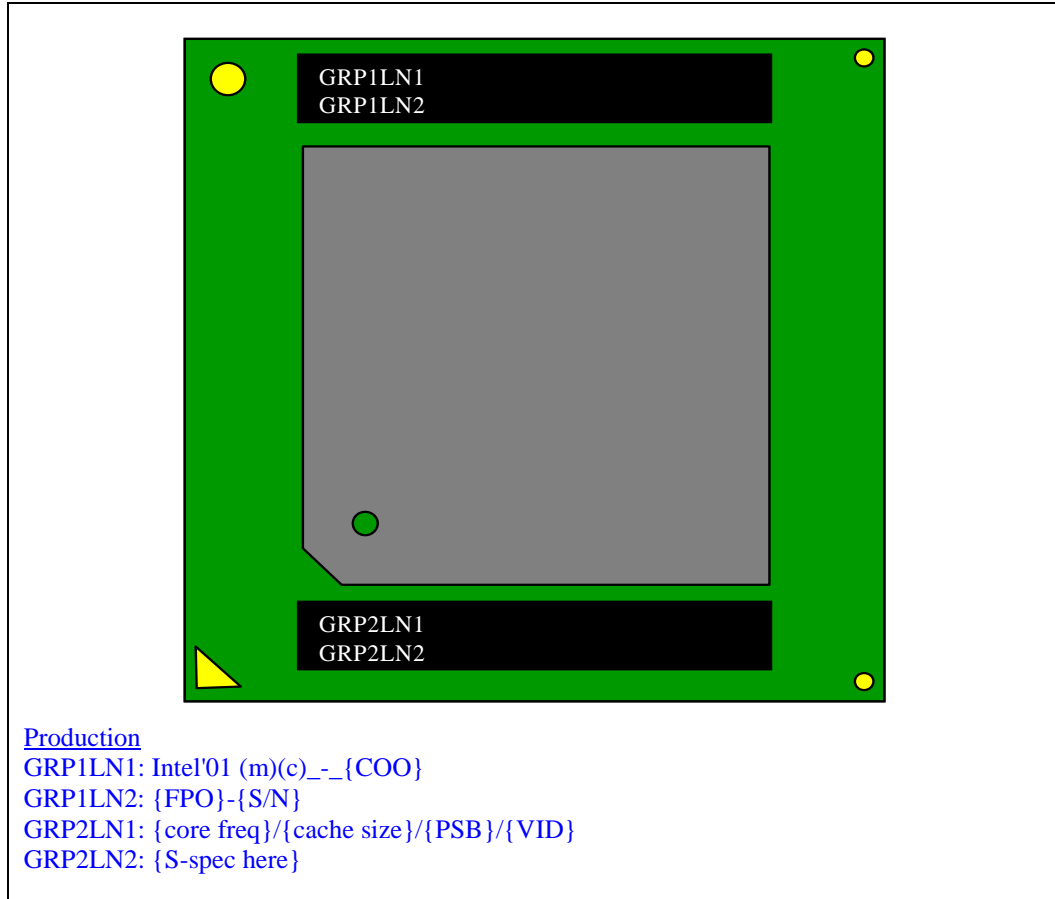 GRP1LN1
GRP1LN2
GRP2LN1
GRP2LN2
Production
GRP1LN1: Intel'01 (m)(c)_-_{COO}
GRP1LN2: {FPO}-{S/N}
GRP2LN1: {core freq}/{cache size}/{PSB}/{VID}
GRP2LN2: {S-spec here}